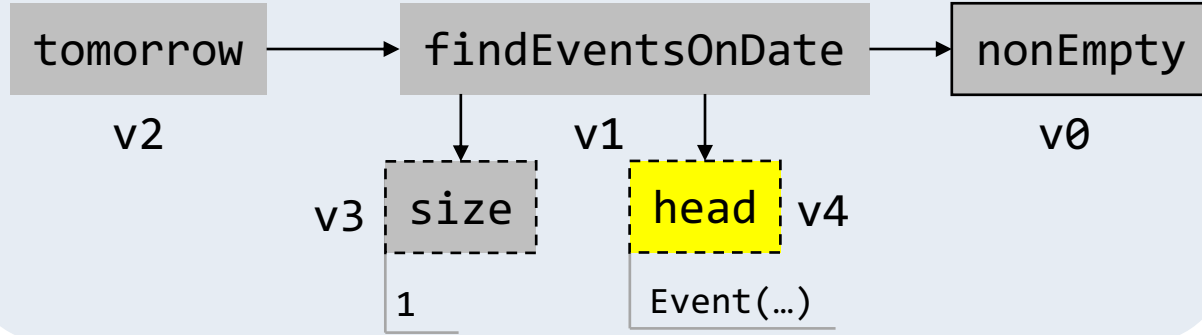 tomorrow findEventsOnDate nonEmpty
v2 v1 v0
v3 size head v4
1 Event(…)